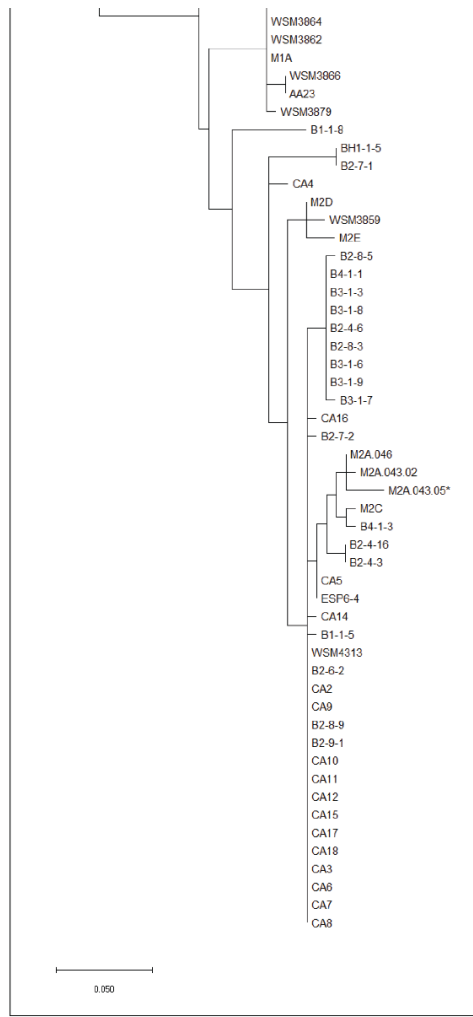 WSM3864
WSM3862
M1A
WSM3866
AA23
WSM3879
B1-1-8
BH1-1-5
B2-7-1
CA4
M2D
WSM3859
M2E
B2-8-5
B4-1-1
B3-1-3
B3-1-8
B2-4-6
B2-8-3
B3-1-6
B3-1-9
B3-1-7
CA16
B2-7-2
M2A.046
M2A.043.02
M2A.043.05*
M2C
B4-1-3
B2-4-16
B2-4-3
CA5
ESP6-4
CA14
B1-1-5
WSM4313
B2-6-2
CA2
CA9
B2-8-9
B2-9-1
CA10
CA11
CA12
CA15
CA17
CA18
CA3
CA6
CA7
CA8
0.050